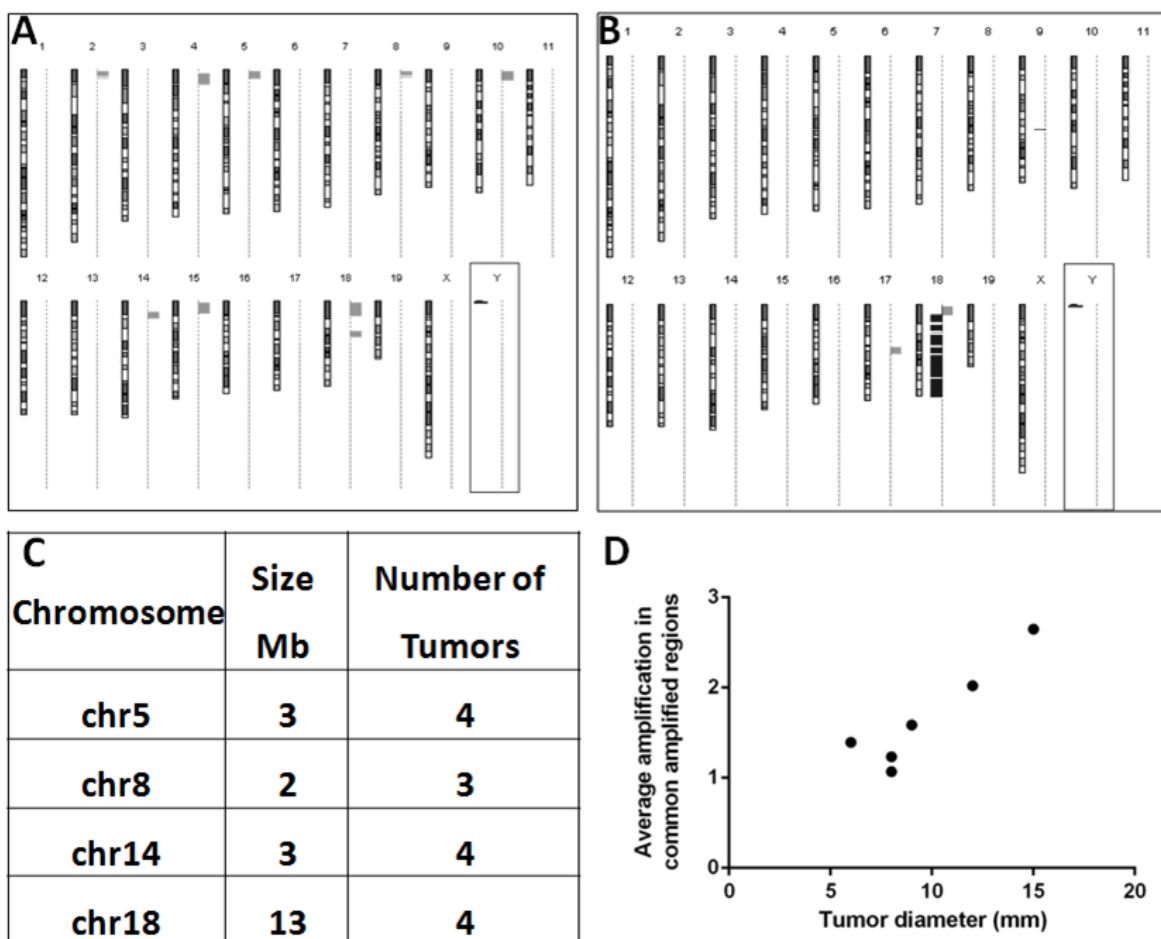 A
1 2 3 4 5 6 7 8 9 10 11
12 13 14 15 16 17 18 19 X Y
B
1 2 3 4 5 6 7 8 9 10 11
12 13 14 15 16 17 18 19 X Y
C
Chromosome Size Mb Number of Tumors
chr5 3 4
chr8 2 3
chr14 3 4
chr18 13 4
D
Average amplification in
common amplified regions
3
2
1
0
0 5 10 15 20
Tumor diameter (mm)